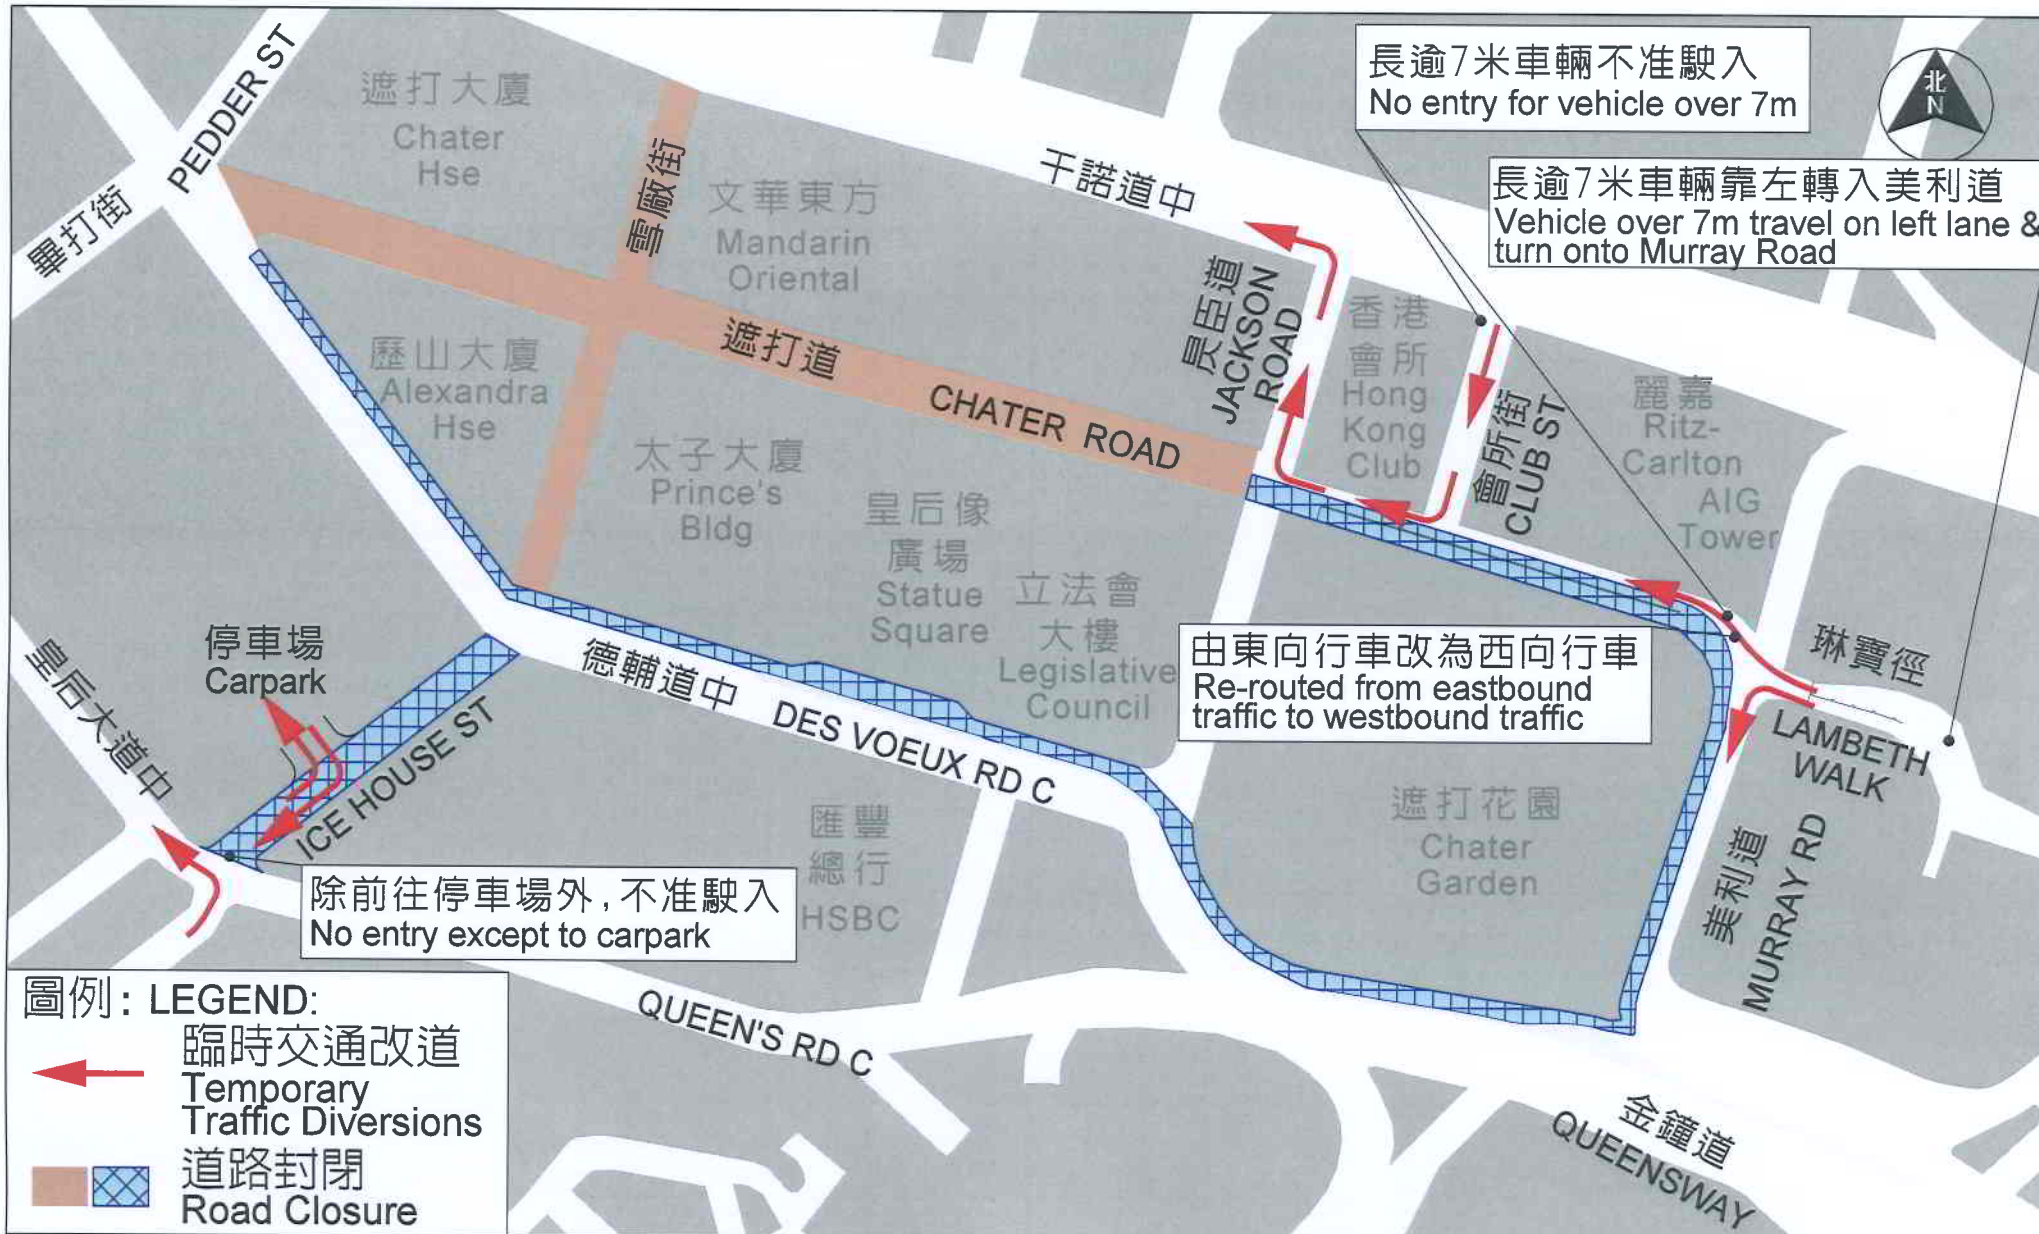 長逾7米車輛不准駛入
No entry for vehicle over 7m
北
N
長逾7米車輛靠左轉入美利道
Vehicle over 7m travel on left lane &
turn onto Murray Road
PEDDER ST
畢打街
遮打大廈
Chater
Hse
雪廠街
文華東方
Mandarin
Oriental
干諾道中
昃臣道
JACKSON
ROAD
香港
會所
Hong
Kong
Club
會所街
CLUB ST
麗嘉
Ritz-
Carlton
AIG
Tower
歷山大廈
Alexandra
Hse
遮打道
CHATER ROAD
太子大廈
Prince's
Bldg
皇后像
廣場
Statue
Square
立法會
大樓
Legislative
Council
由東向行車改為西向行車
Re-routed from eastbound
traffic to westbound traffic
琳寶徑
LAMBETH
WALK
停車場
Carpark
皇后大道中
ICE HOUSE ST
德輔道中
DES VOEUX RD C
匯豐
總行
HSBC
遮打花園
Chater
Garden
美利道
MURRAY RD
除前往停車場外,不准駛入
No entry except to carpark
QUEEN'S RD C
金鐘道
QUEENSWAY
圖例: LEGEND:
臨時交通改道
Temporary
Traffic Diversions
道路封閉
Road Closure